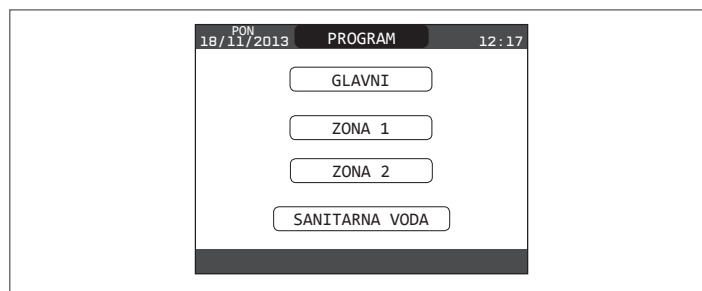 PON
18/11/2013 PROGRAM 12:17
GLAVNI
ZONA 1
ZONA 2
SANITARNA VODA